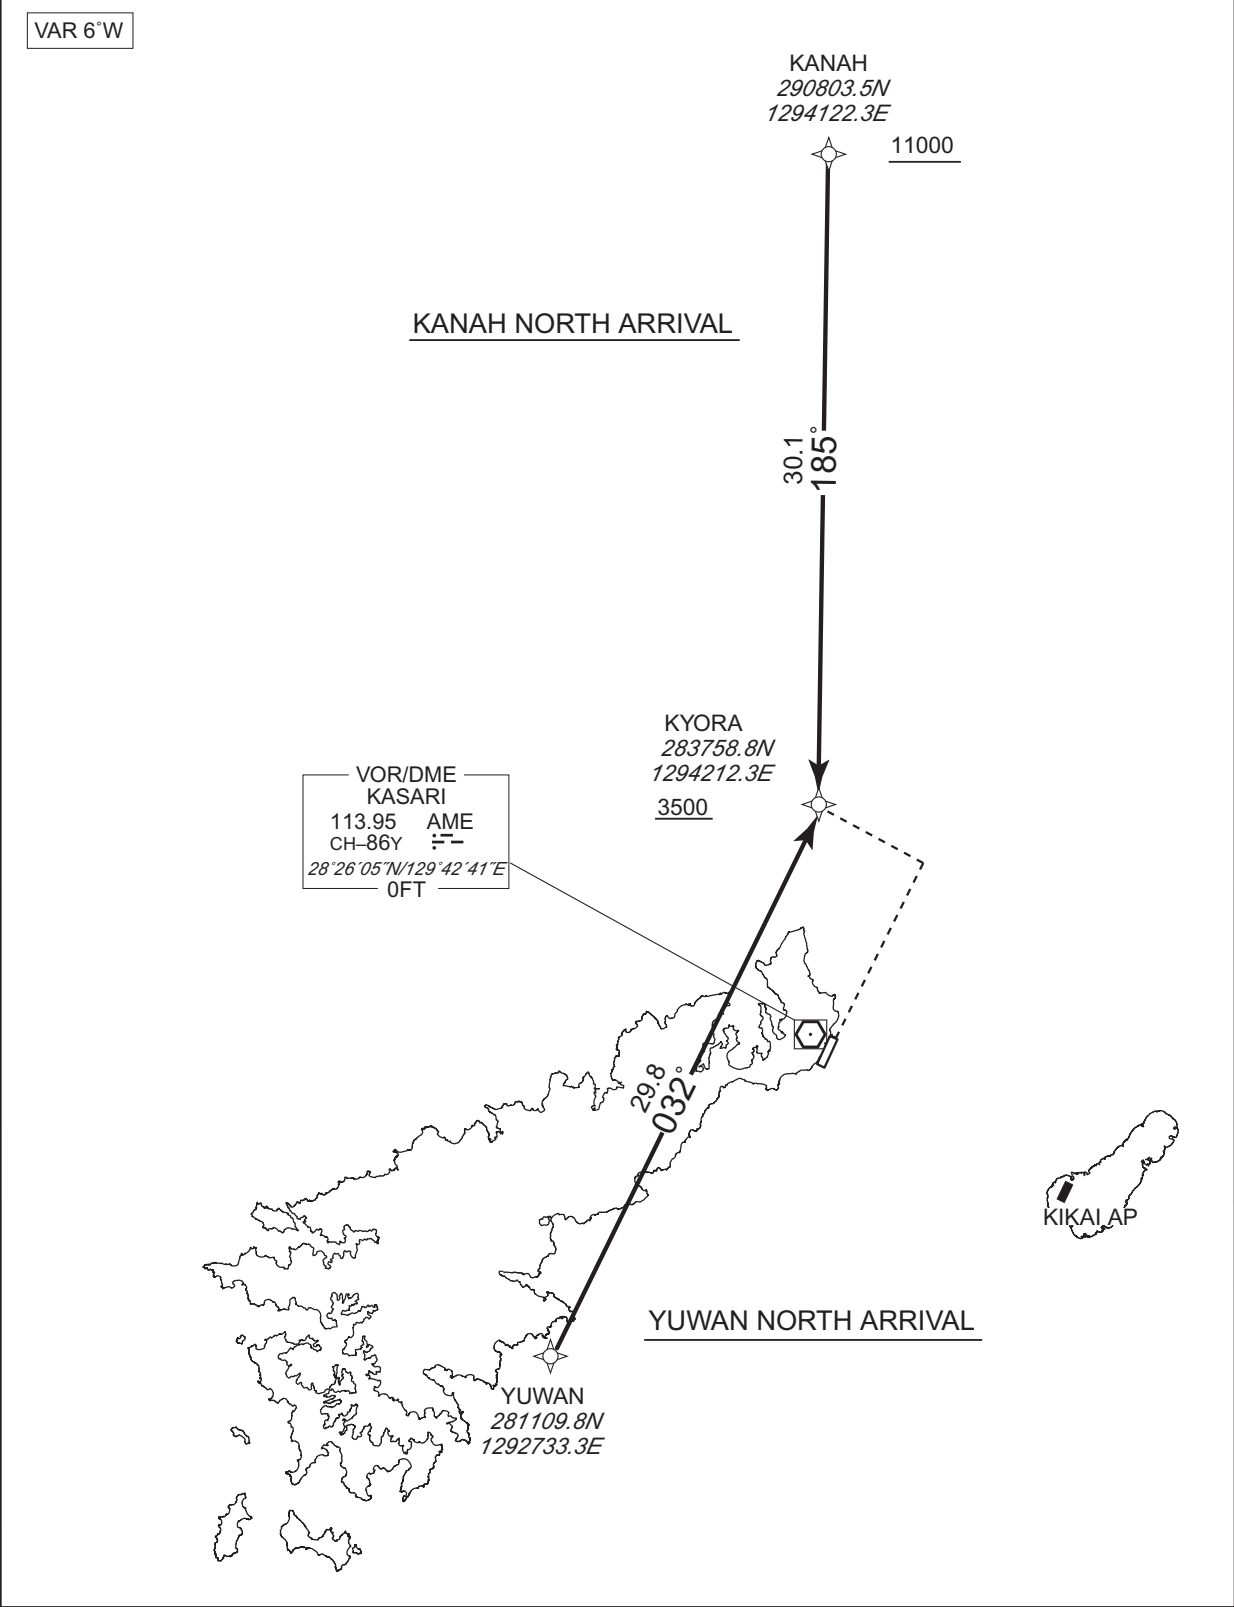 VAR 6˚W
KANAH
290803.5N
1294122.3E
11000
KANAH NORTH ARRIVAL
30.1
185˚
KYORA
283758.8N
1294212.3E
3500
VOR/DME
KASARI
113.95 AME
CH–86Y
28˚26´05˝N/129˚42´41˝E
0FT
29.8
032˚
KIKAI AP
YUWAN NORTH ARRIVAL
YUWAN
281109.8N
1292733.3E